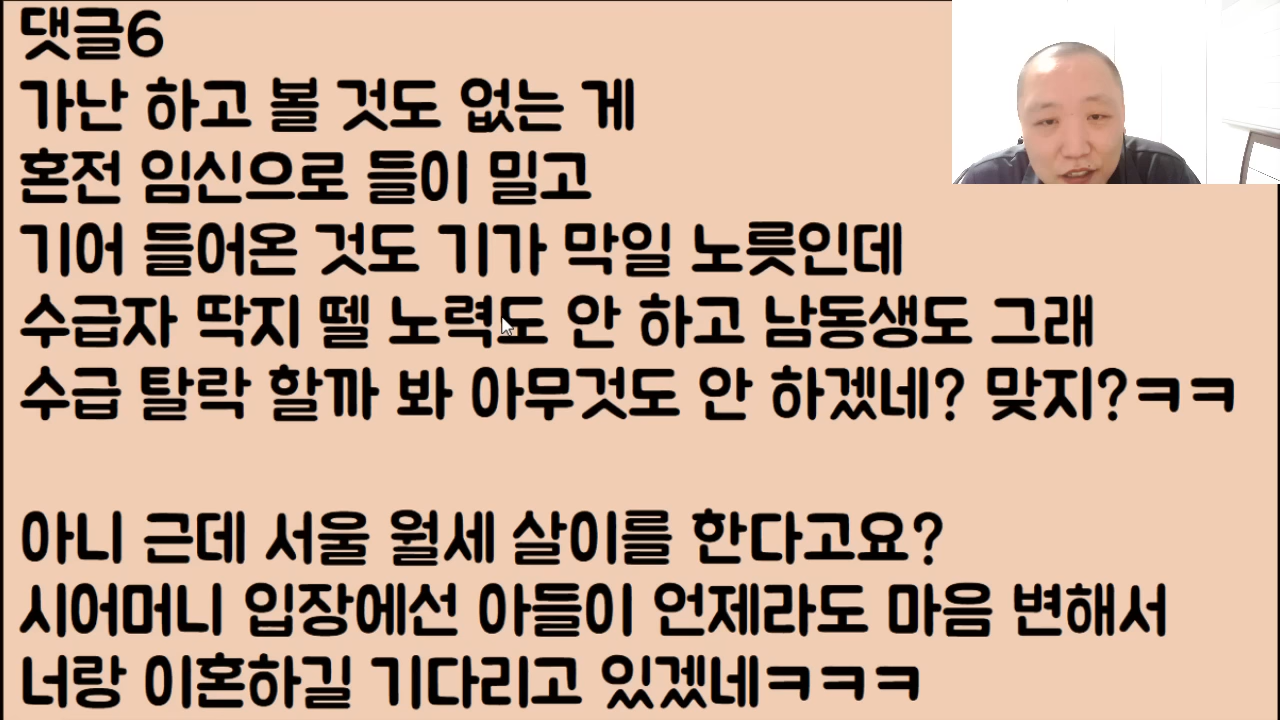 댓글6
가난 하고 볼 것도 없는 게
혼전 임신으로 들이 밀고
기어 들어온 것도 기가 막일 노릇인데
수급자 딱지 뗄 노력도 안 하고 남동생도 그래
수급 탈락 할까 봐 아무것도 안 하겠네? 맞지?ㅋㅋ
아니 근데 서울 월세 살이를 한다고요?
시어머니 입장에선 아들이 언제라도 마음 변해서
너랑 이혼하길 기다리고 있겠네ㅋㅋㅋ